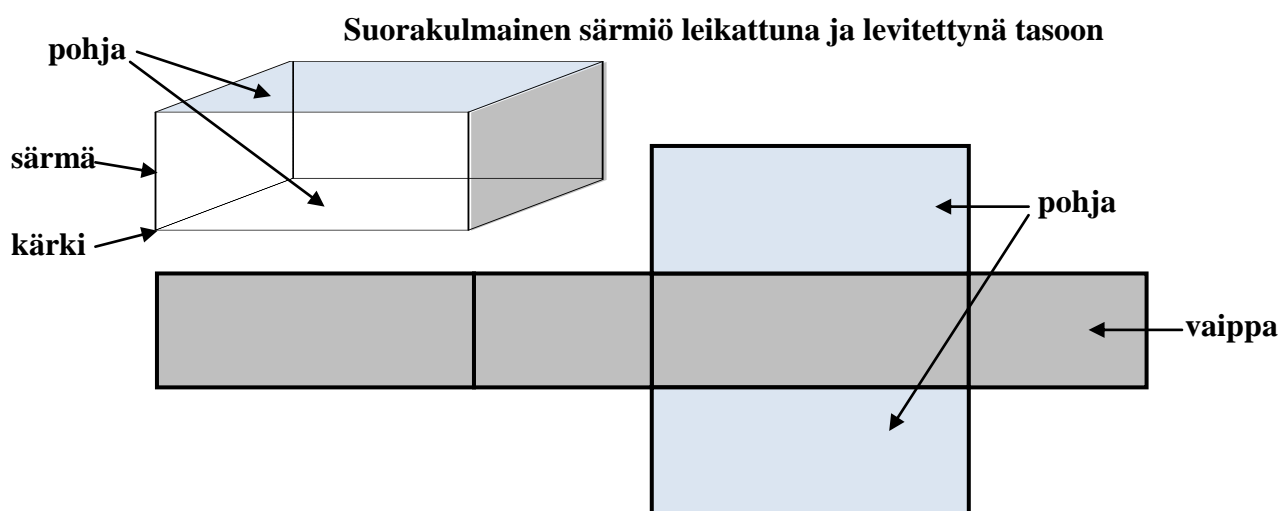 Suorakulmainen särmiö leikattuna ja levitettynä tasoon
pohja
särmä
kärki
pohja
vaippa